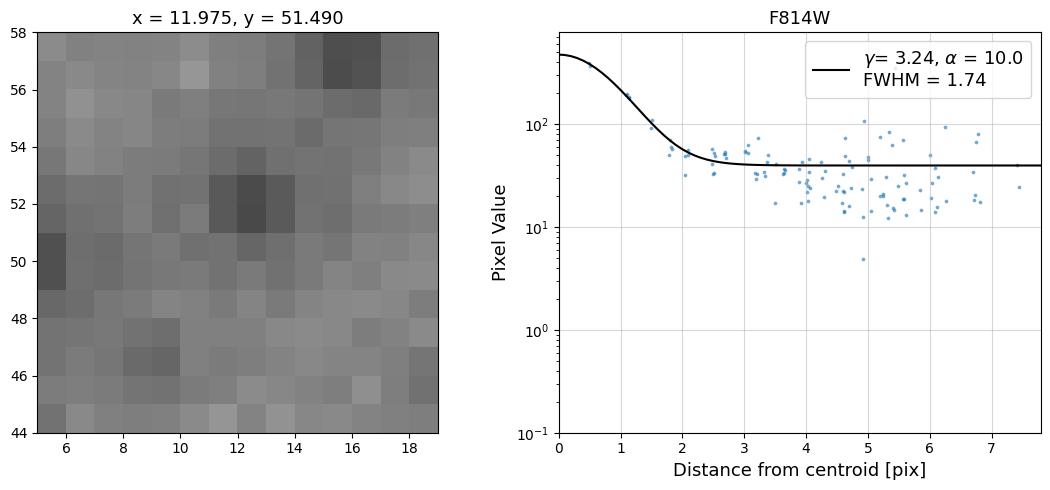 x = 11.975, y = 51.490
58
56
54
52
50
48
46
44
6 8 10 12 14 16 18
F814W
γ= 3.24, α = 10.0
FWHM = 1.74
Pixel Value
10²
10¹
10⁰
10⁻¹
0 1 2 3 4 5 6 7
Distance from centroid [pix]